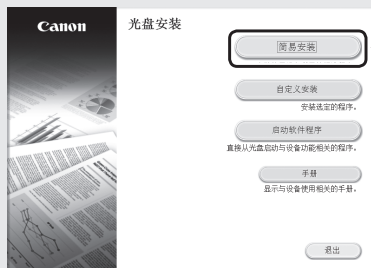 Canon
光盘安装
简易安装
自定义安装
安装选定的程序。
启动软件程序
直接从光盘启动与设备功能相关的程序。
手册
显示与设备使用相关的手册。
退出